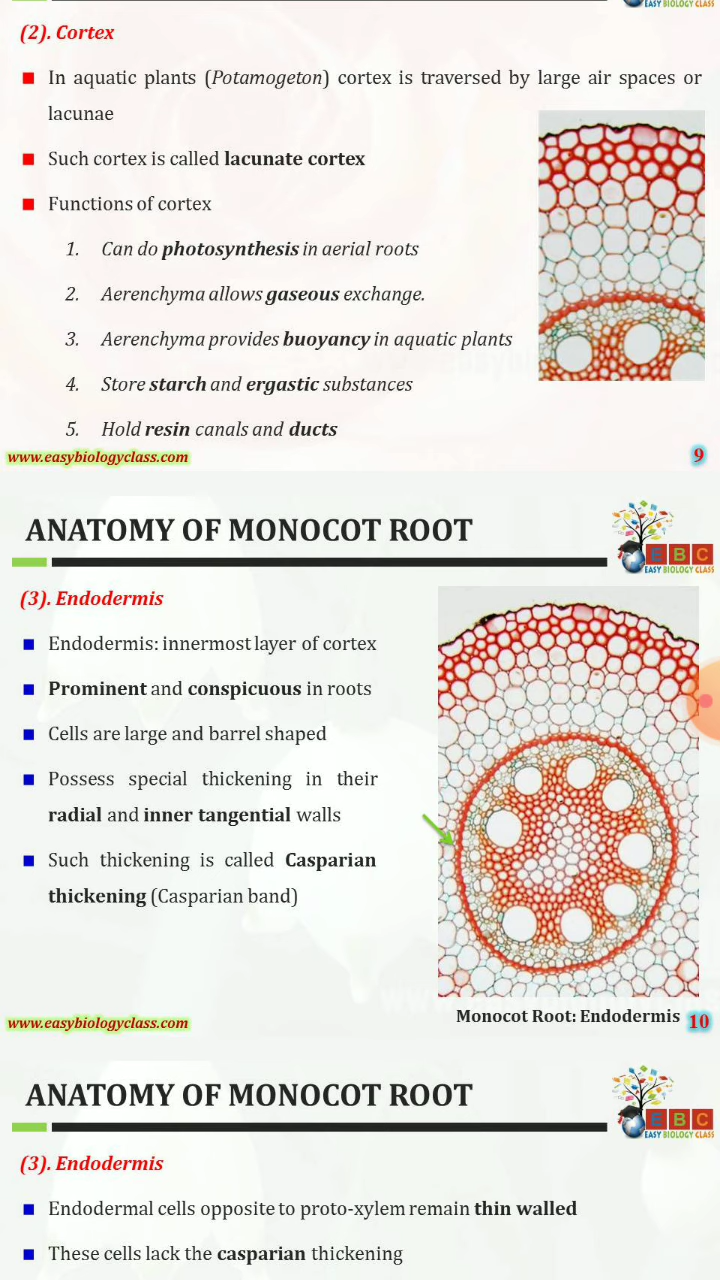 EASY BIOLOGY CLASS
(2). Cortex
In aquatic plants (Potamogeton) cortex is traversed by large air spaces or
lacunae
Such cortex is called lacunate cortex
Functions of cortex
1. Can do photosynthesis in aerial roots
2. Aerenchyma allows gaseous exchange.
3. Aerenchyma provides buoyancy in aquatic plants
4. Store starch and ergastic substances
5. Hold resin canals and ducts
www.easybiologyclass.com
9
ANATOMY OF MONOCOT ROOT
E B C
EASY BIOLOGY CLASS
(3). Endodermis
Endodermis: innermost layer of cortex
Prominent and conspicuous in roots
Cells are large and barrel shaped
Possess special thickening in their
radial and inner tangential walls
Such thickening is called Casparian
thickening (Casparian band)
Monocot Root: Endodermis
www.easybiologyclass.com
10
ANATOMY OF MONOCOT ROOT
E B C
EASY BIOLOGY CLASS
(3). Endodermis
Endodermal cells opposite to proto-xylem remain thin walled
These cells lack the casparian thickening